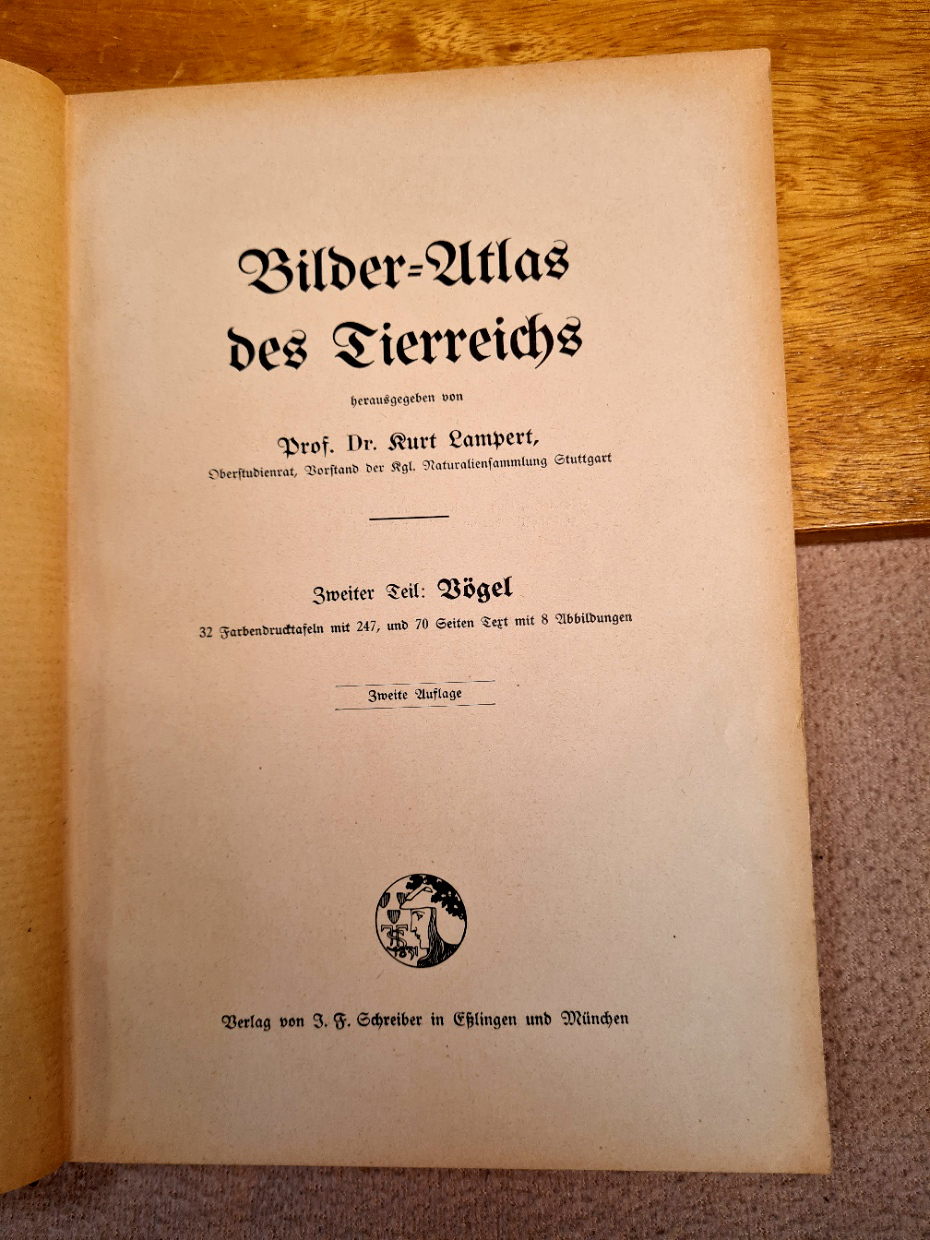 Bilder-Atlas
des Tierreichs
herausgegeben von
Prof. Dr. Kurt Lampert,
Oberstudienrat, Vorstand der Kgl. Naturaliensammlung Stuttgart
Zweiter Teil: Vögel
32 Farbendrucktafeln mit 247, und 70 Seiten Text mit 8 Abbildungen
Zweite Auflage
1831
Verlag von J. F. Schreiber in Eßlingen und München